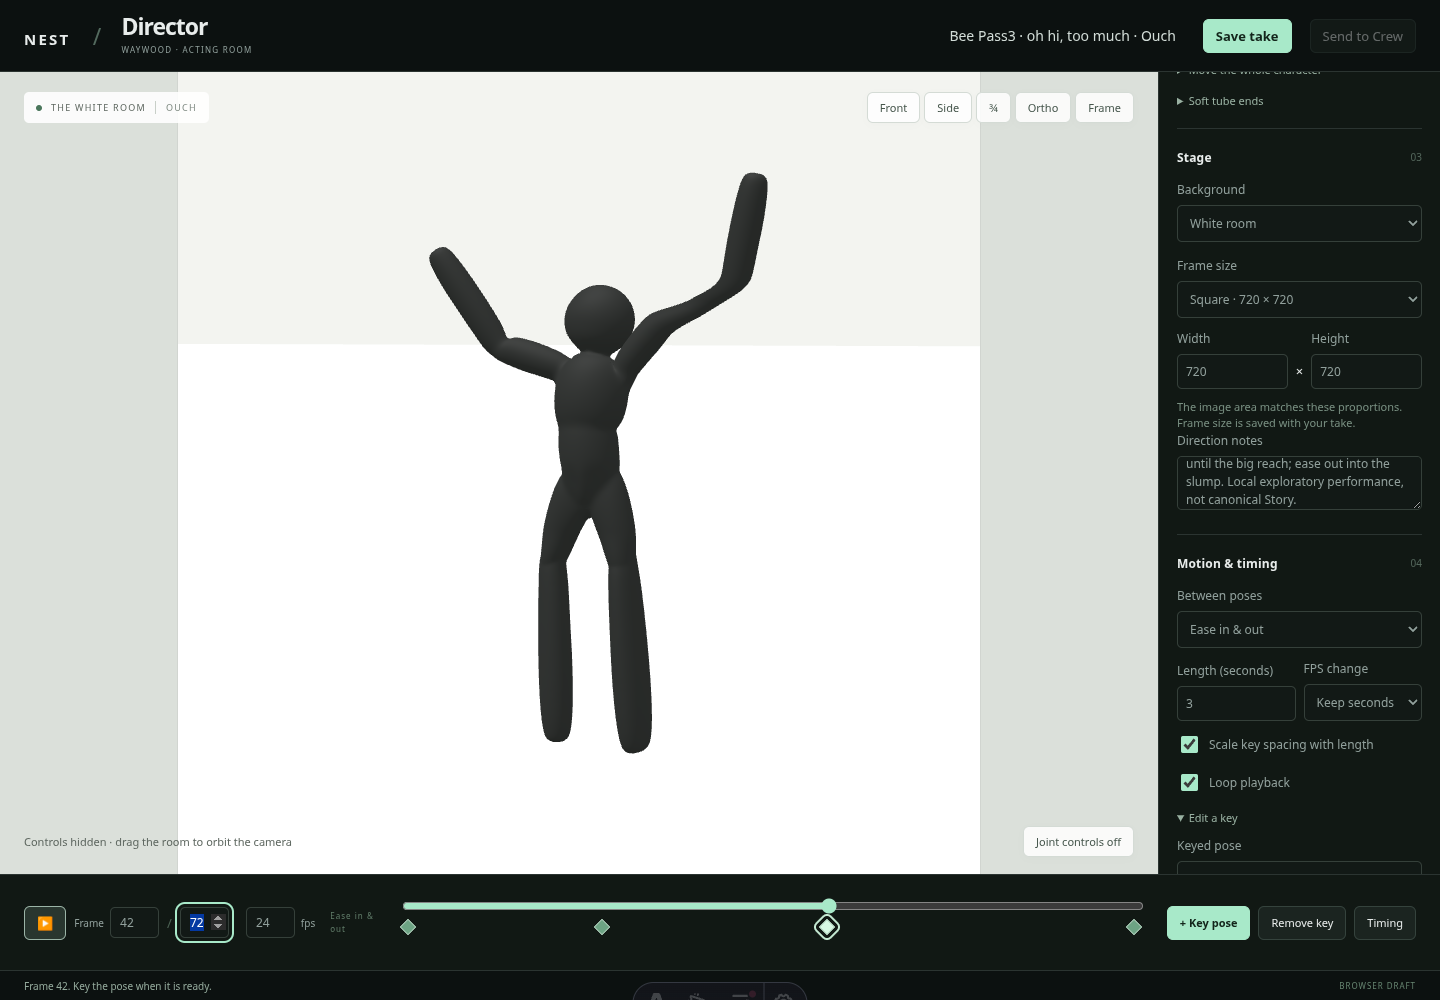 NEST / Director
WAYWOOD · ACTING ROOM
Bee Pass3 · oh hi, too much · Ouch
Save take
Send to Crew
THE WHITE ROOM | OUCH
Front
Side
¾
Ortho
Frame
Move the whole character
Soft tube ends
Stage
03
Background
White room
Frame size
Square · 720 × 720
Width
Height
720 × 720
The image area matches these proportions.
Frame size is saved with your take.
Direction notes
until the big reach; ease out into the
slump. Local exploratory performance,
not canonical Story.
Motion & timing
04
Between poses
Ease in & out
Length (seconds)
FPS change
3
Keep seconds
Scale key spacing with length
Loop playback
Edit a key
Keyed pose
Controls hidden · drag the room to orbit the camera
Joint controls off
Frame 42 / 72 24 fps
Ease in &
out
+ Key pose
Remove key
Timing
Frame 42. Key the pose when it is ready.
BROWSER DRAFT